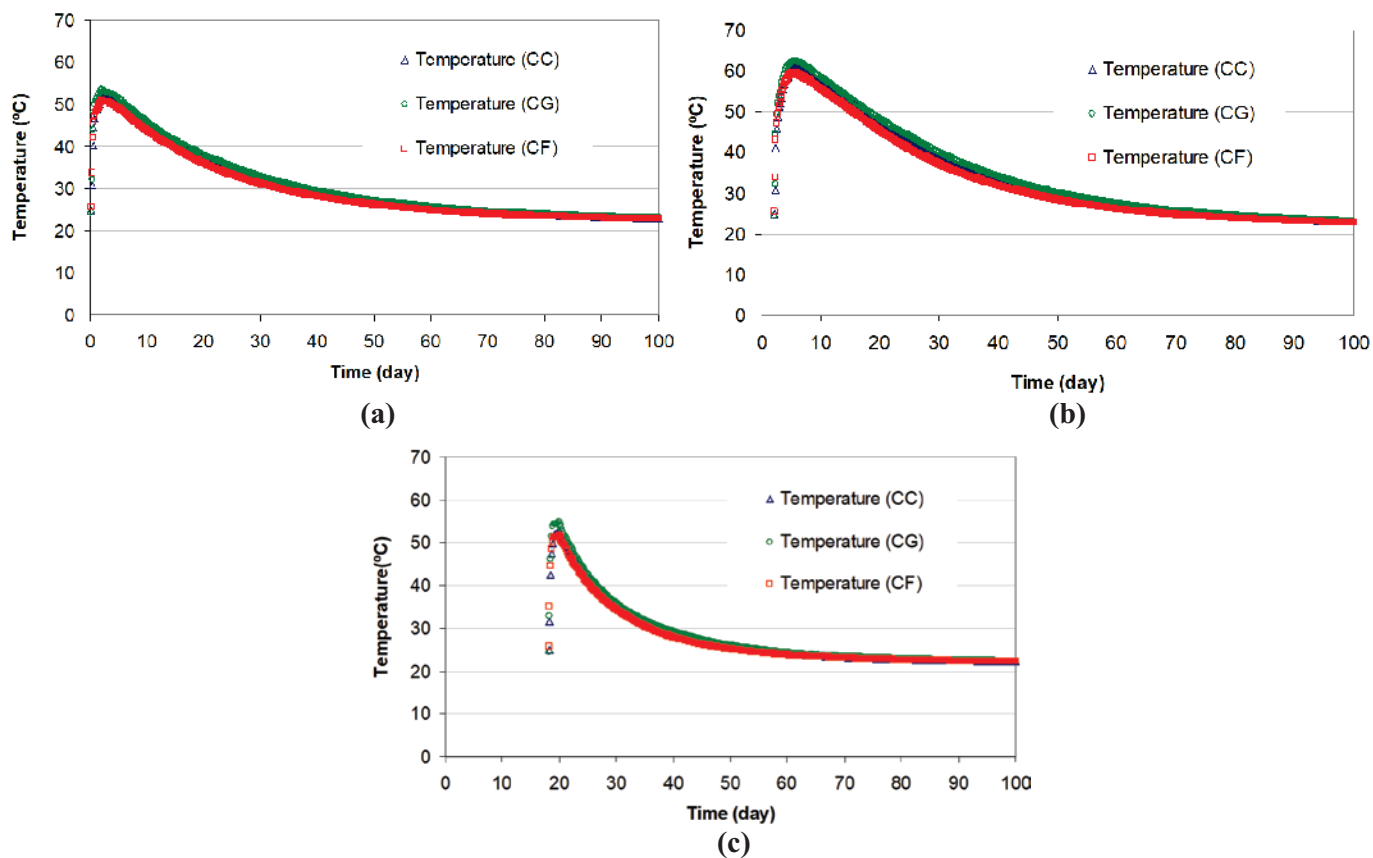 70
60
50
40
30
20
10
0
Temperature (ºC)
Temperature (CC)
Temperature (CG)
Temperature (CF)
0 10 20 30 40 50 60 70 80 90 100
Time (day)
(a)
70
60
50
40
30
20
10
0
Temperature (ºC)
Temperature (CC)
Temperature (CG)
Temperature (CF)
0 10 20 30 40 50 60 70 80 90 100
Time (day)
(b)
70
60
50
40
30
20
10
0
Temperature(ºC)
Temperature (CC)
Temperature (CG)
Temperature (CF)
0 10 20 30 40 50 60 70 80 90 100
Time (day)
(c)